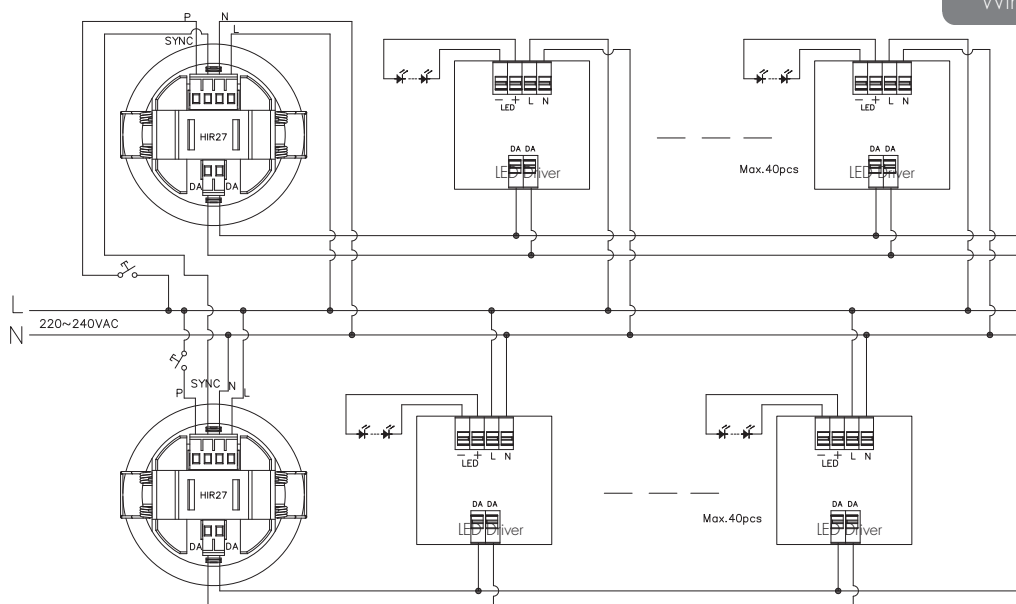 Wir
P N
SYNC L
HIR27
DA DA
− + L N
LED
DA DA
LED Driver
Max.40pcs
− + L N
LED
DA DA
LED Driver
L
220~240VAC
N
SYNC
P N L
HIR27
DA DA
− + L N
LED
DA DA
LED Driver
Max.40pcs
− + L N
LED
DA DA
LED Driver